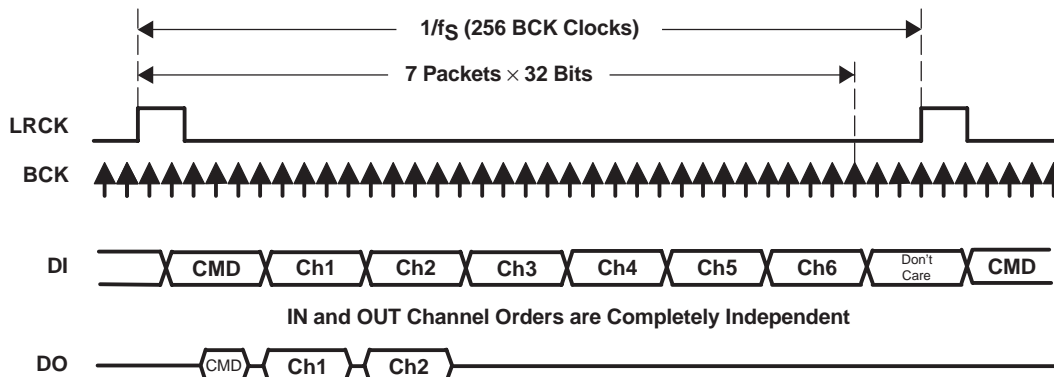 1/fS (256 BCK Clocks)
7 Packets × 32 Bits
LRCK
BCK
DI CMD Ch1 Ch2 Ch3 Ch4 Ch5 Ch6 Don't Care CMD
IN and OUT Channel Orders are Completely Independent
DO CMD Ch1 Ch2